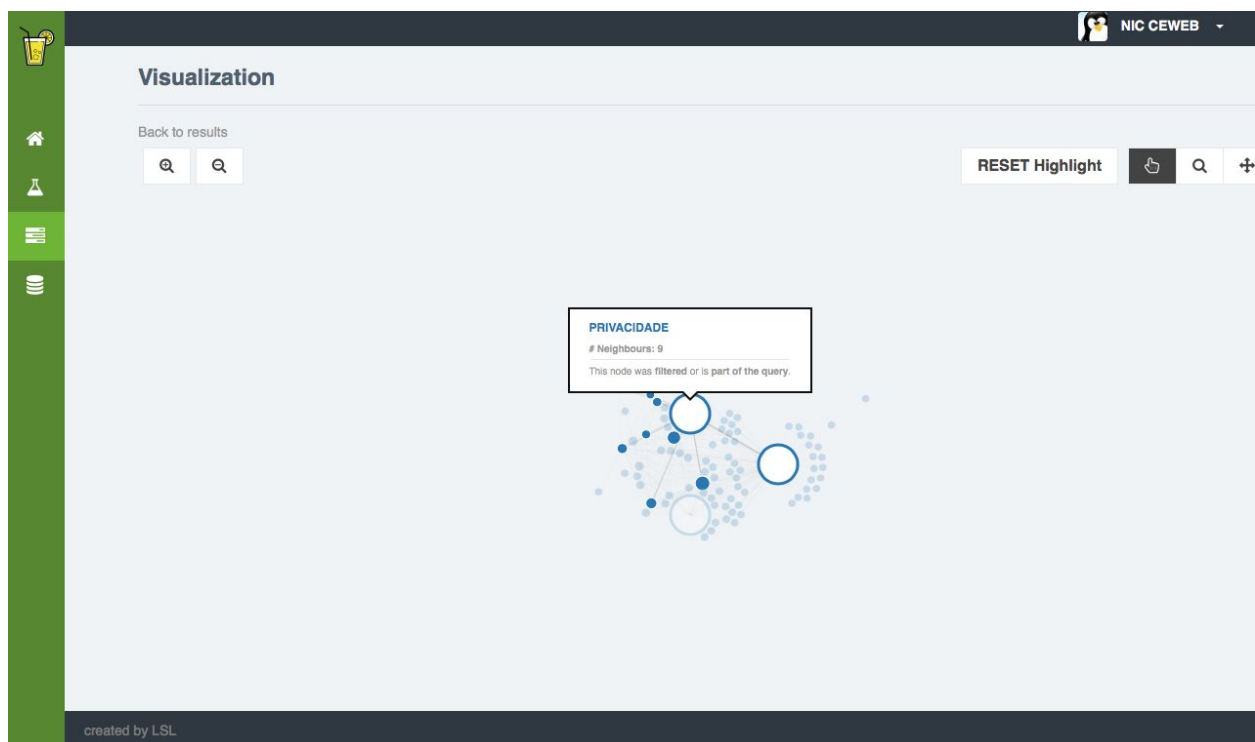 NIC CEWEB
Visualization
Back to results
RESET Highlight
PRIVACIDADE
# Neighbours: 9
This node was filtered or is part of the query.
created by LSL